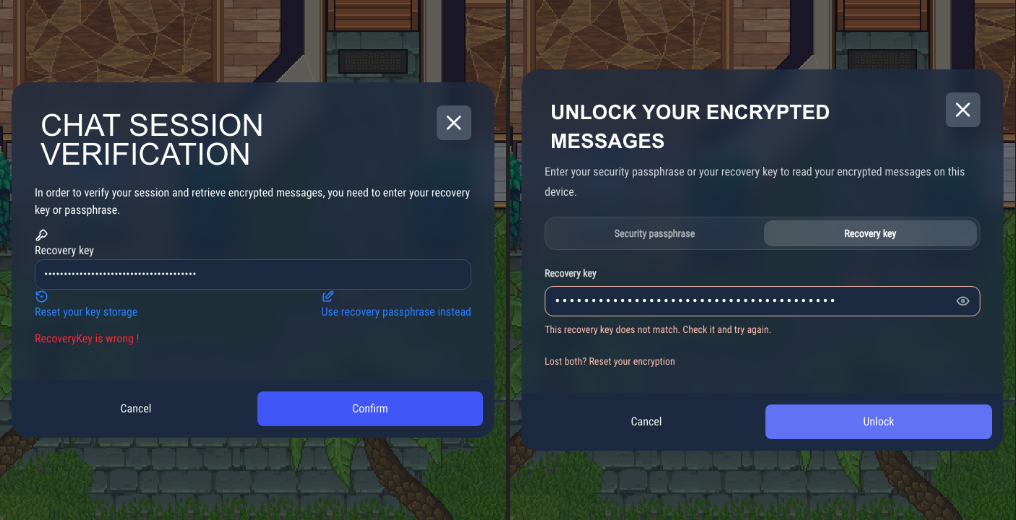 CHAT SESSION
VERIFICATION
In order to verify your session and retrieve encrypted messages, you need to enter your recovery
key or passphrase.
Recovery key
Reset your key storage
Use recovery passphrase instead
RecoveryKey is wrong !
Cancel
Confirm
UNLOCK YOUR ENCRYPTED
MESSAGES
Enter your security passphrase or your recovery key to read your encrypted messages on this
device.
Security passphrase
Recovery key
Recovery key
This recovery key does not match. Check it and try again.
Lost both? Reset your encryption
Cancel
Unlock